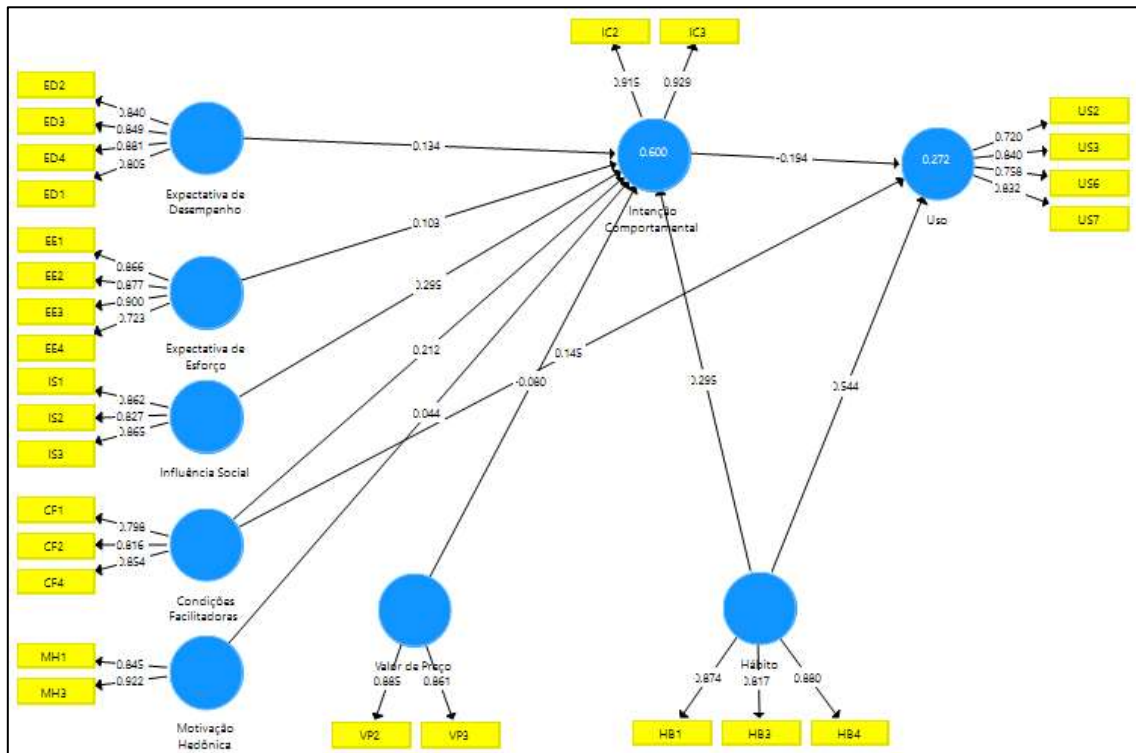 IC2
IC3
0.915
0.929
ED2
ED3
ED4
ED1
0.840
0.849
0.881
0.805
Expectativa de
Desempenho
0.134
0.600
Intenção
Comportamental
-0.194
0.272
Uso
0.720
0.840
0.758
0.832
US2
US3
US6
US7
EE1
EE2
EE3
EE4
0.866
0.877
0.900
0.723
Expectativa de
Esforço
0.103
IS1
IS2
IS3
0.862
0.827
0.865
Influência Social
0.295
0.212
0.145
-0.080
0.295
0.544
0.044
CF1
CF2
CF4
0.798
0.816
0.854
Condições
Facilitadoras
MH1
MH3
0.845
0.922
Motivação
Hedônica
Valor de Preço
0.885
0.861
VP2
VP3
Hábito
0.874
0.817
0.880
HB1
HB3
HB4